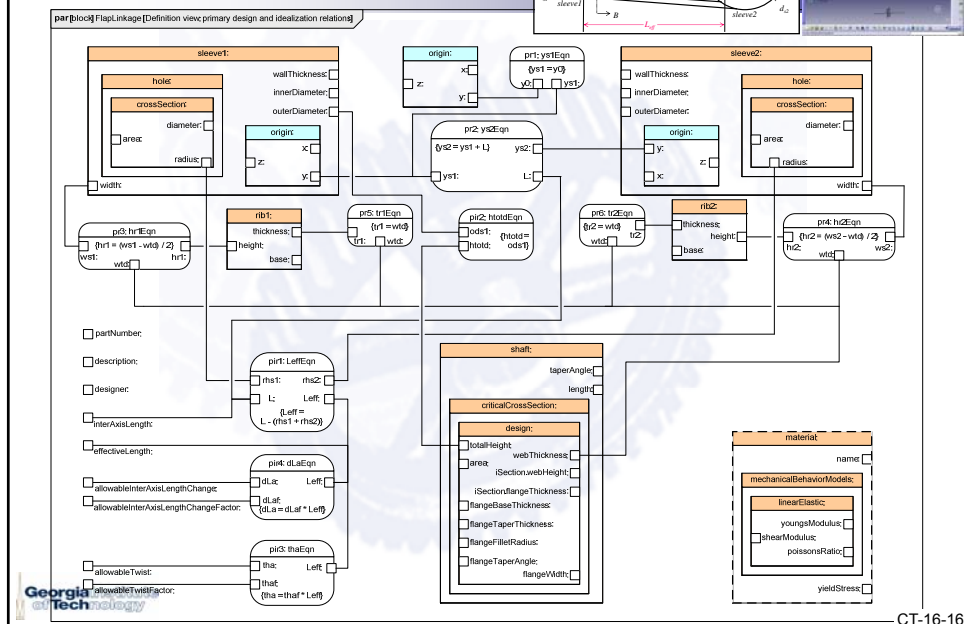 par [block] FlapLinkage [Definition view, primary design and idealization relations]
sleeve1
B
L
sleeve2
d s2
sleeve1:
hole:
crossSection:
diameter:
area:
radius:
wallThickness:
innerDiameter:
outerDiameter:
origin:
x:
z:
y:
width:
origin:
x:
z:
y:
pr1: ys1Eqn
{ys1 = y0}
y0: ys1:
pr2: ys2Eqn
{ys2 = ys1 + L} ys2:
ys1: L:
sleeve2:
wallThickness:
innerDiameter:
outerDiameter:
origin:
y:
z:
x:
hole:
crossSection:
diameter:
area:
radius:
width:
pr3: hr1Eqn
{hr1 = (ws1 - wtd) / 2}
ws1: hr1:
wtd:
rib1:
thickness:
height:
base:
pr5: tr1Eqn
{tr1 = wtd}
tr1: wtd:
pir2: htotdEqn
ods1: {htotd =
htotd: ods1}
pr6: tr2Eqn
{tr2 = wtd}
wtd: tr2:
rib2:
thickness:
height:
base:
pr4: hr2Eqn
{hr2 = (ws2 - wtd) / 2}
hr2: ws2:
wtd:
partNumber:
description:
designer:
interAxisLength:
effectiveLength:
allowableInterAxisLengthChange:
allowableInterAxisLengthChangeFactor:
allowableTwist:
allowableTwistFactor:
pir1: LeffEqn
rhs1: rhs2:
L: Leff:
{Leff =
L - (rhs1 + rhs2)}
pir4: dLaEqn
dLa: Leff:
dLaf:
{dLa = dLaf * Leff}
pir3: thaEqn
tha: Leff:
thaf:
{tha = thaf * Leff}
shaft:
taperAngle:
length:
criticalCrossSection:
design:
totalHeight:
webThickness:
area:
iSection.webHeight:
iSection.flangeThickness:
flangeBaseThickness:
flangeTaperThickness:
flangeFilletRadius:
flangeTaperAngle:
flangeWidth:
material:
name:
mechanicalBehaviorModels:
linearElastic:
youngsModulus:
shearModulus:
poissonsRatio:
yieldStress:
Georgia Institute
of Technology
CT-16-16